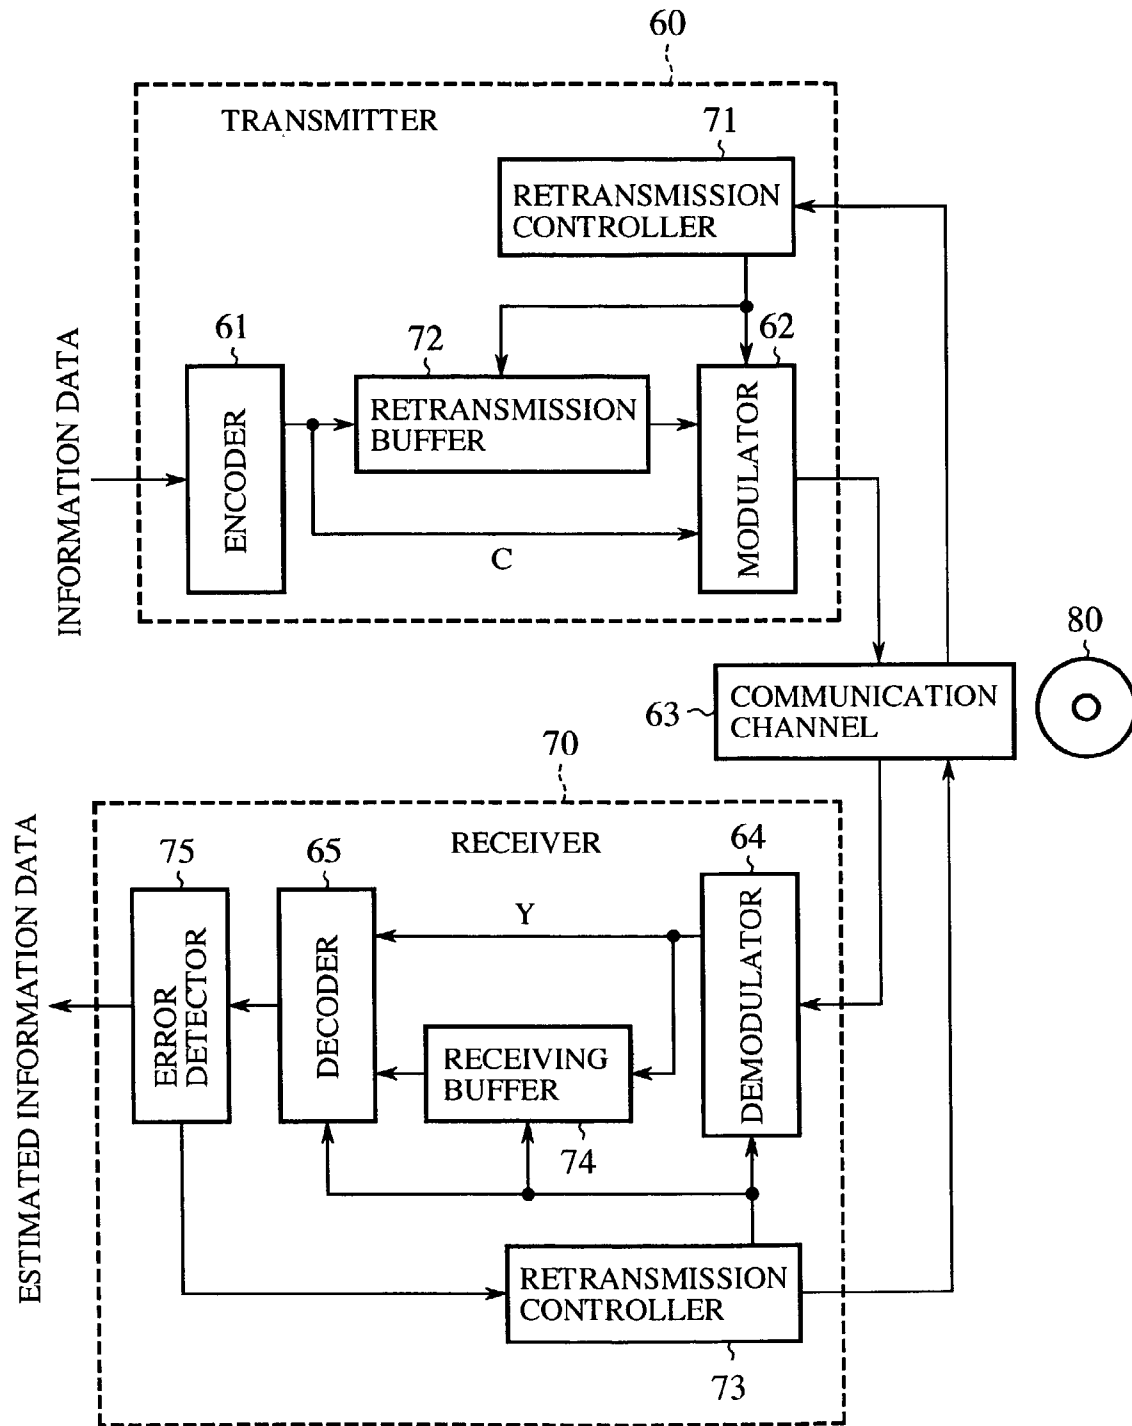 60
TRANSMITTER
71
RETRANSMISSION
CONTROLLER
61
72
62
INFORMATION DATA
ENCODER
RETRANSMISSION
BUFFER
MODULATOR
C
80
63
COMMUNICATION
CHANNEL
70
RECEIVER
75
65
64
Y
ESTIMATED INFORMATION DATA
ERROR
DETECTOR
DECODER
RECEIVING
BUFFER
DEMODULATOR
74
RETRANSMISSION
CONTROLLER
73